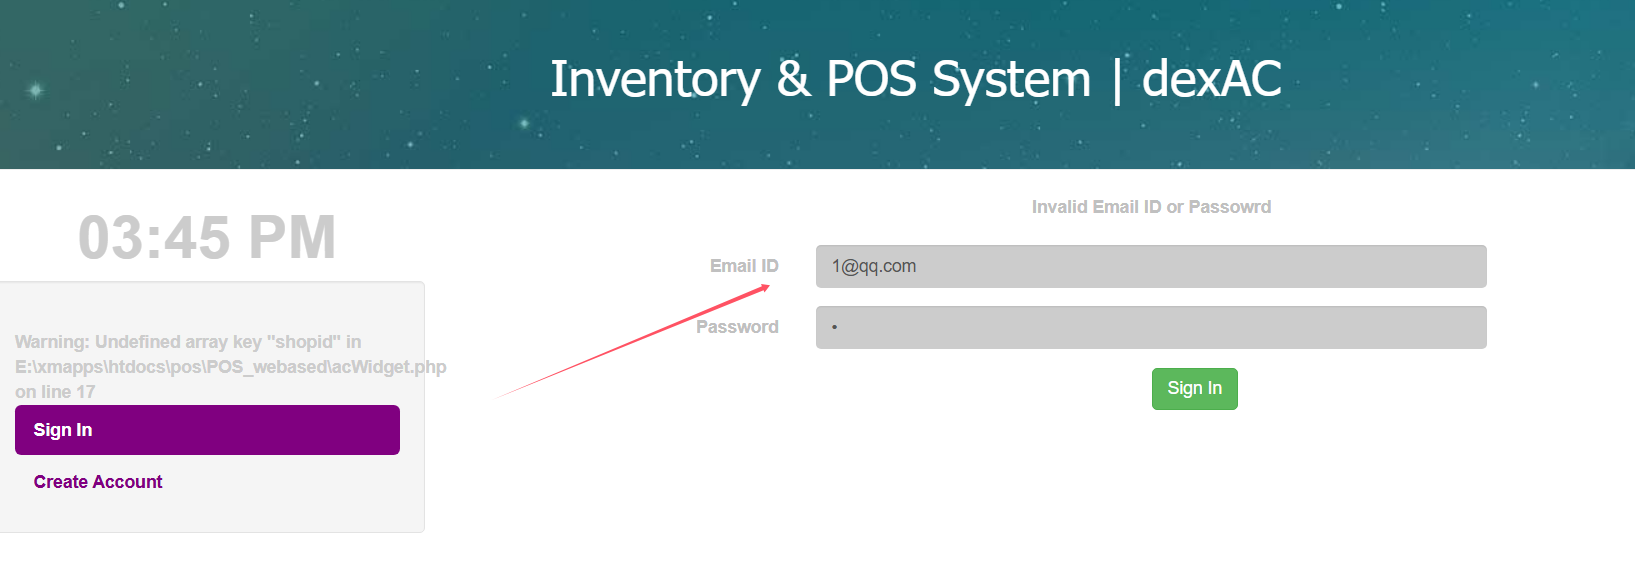 Inventory & POS System | dexAC
03:45 PM
Warning: Undefined array key "shopid" in
E:\xmapps\htdocs\pos\POS_webased\acWidget.php
on line 17
Sign In
Create Account
Invalid Email ID or Passowrd
Email ID
1@qq.com
Password
•
Sign In